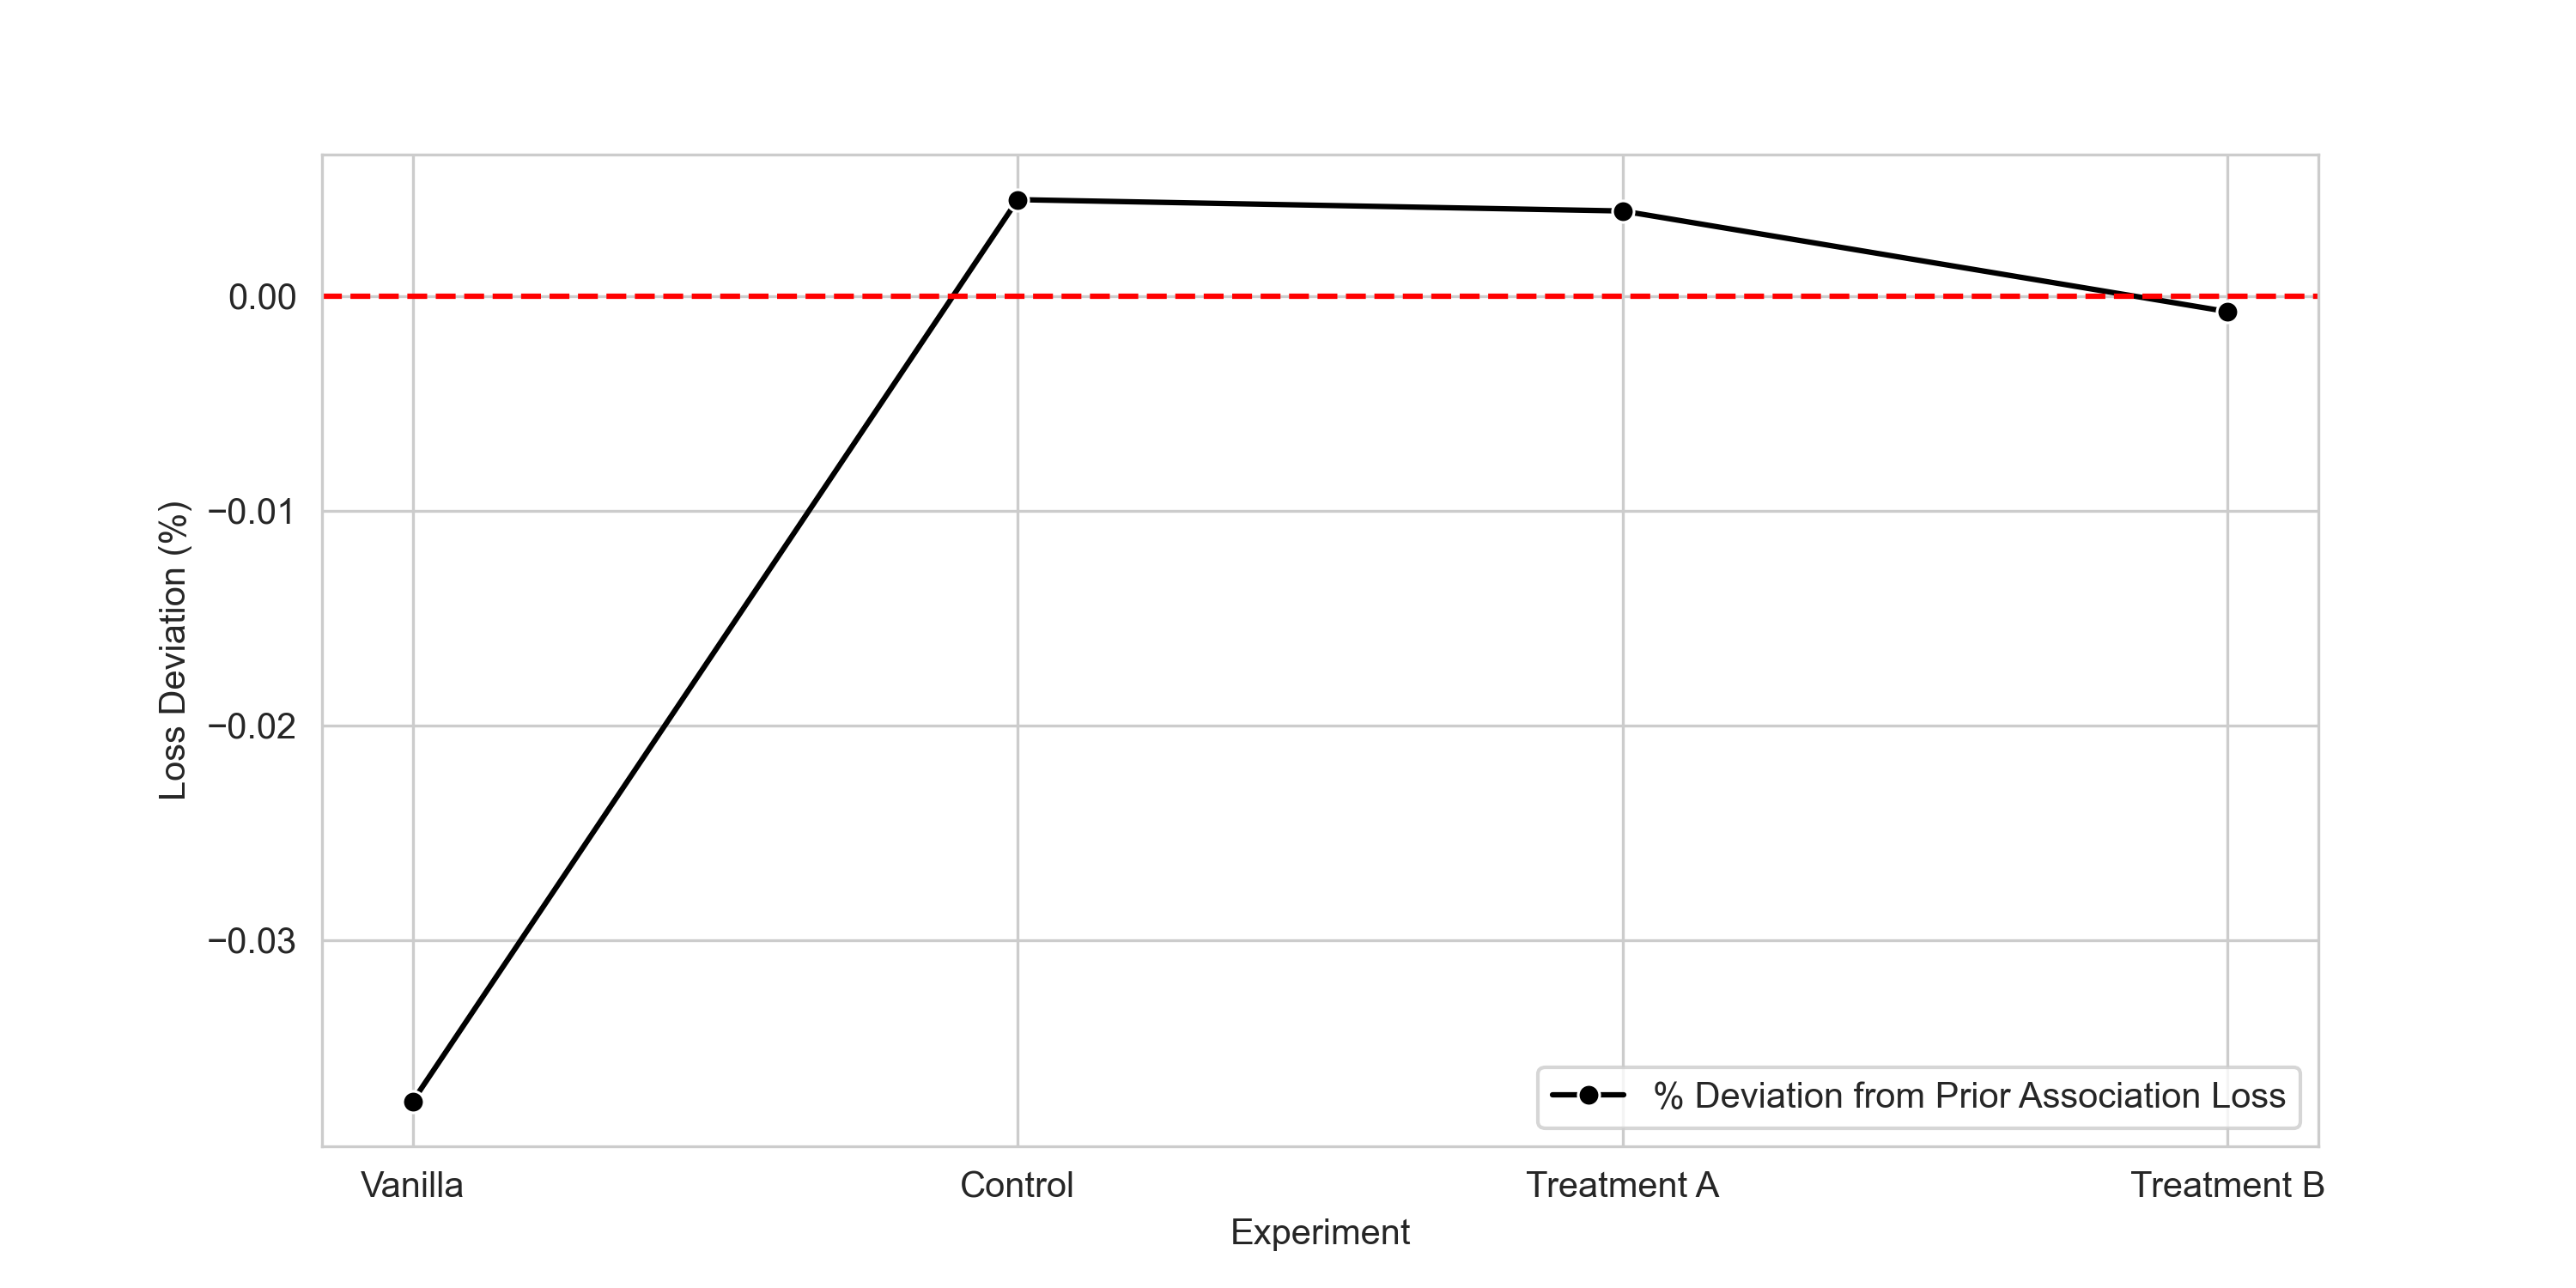 0.00
−0.01
−0.02
−0.03
Loss Deviation (%)
% Deviation from Prior Association Loss
Vanilla
Control
Treatment A
Treatment B
Experiment